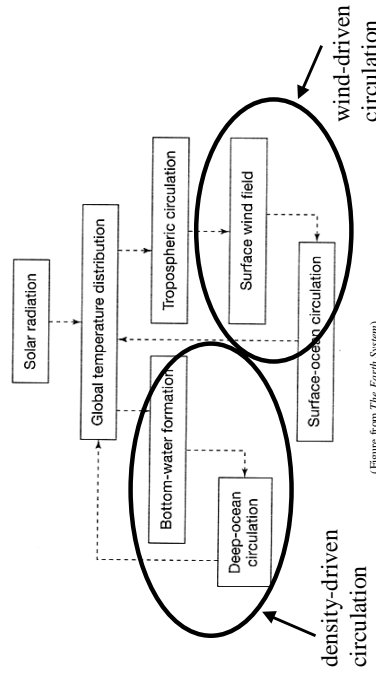 Solar radiation
Global temperature distribution
Bottom-water formation
Tropospheric circulation
Deep-ocean
circulation
Surface wind field
Surface-ocean circulation
density-driven
circulation
wind-driven
circulation
(Figure from The Earth System)